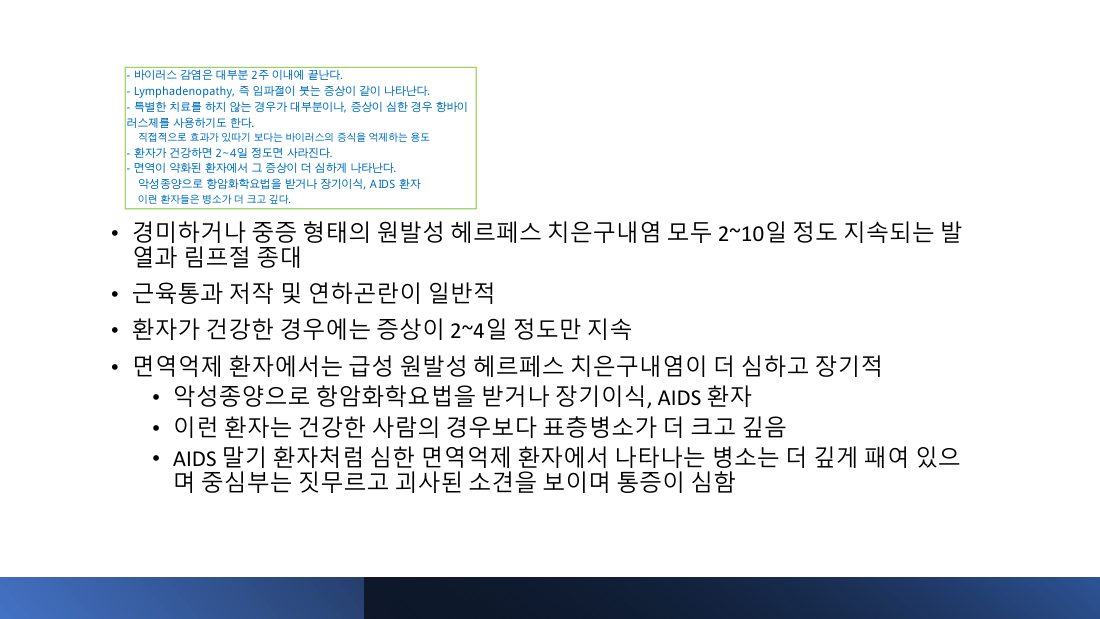 - 바이러스 감염은 대부분 2주 이내에 끝난다.
- Lymphadenopathy, 즉 임파절이 붓는 증상이 같이 나타난다.
- 특별한 치료를 하지 않는 경우가 대부분이나, 증상이 심한 경우 항바이
러스제를 사용하기도 한다.
직접적으로 효과가 있따기 보다는 바이러스의 증식을 억제하는 용도
- 환자가 건강하면 2~4일 정도면 사라진다.
- 면역이 약화된 환자에서 그 증상이 더 심하게 나타난다.
악성종양으로 항암화학요법을 받거나 장기이식, AIDS 환자
이런 환자들은 병소가 더 크고 깊다.
• 경미하거나 중증 형태의 원발성 헤르페스 치은구내염 모두 2~10일 정도 지속되는 발
열과 림프절 종대
• 근육통과 저작 및 연하곤란이 일반적
• 환자가 건강한 경우에는 증상이 2~4일 정도만 지속
• 면역억제 환자에서는 급성 원발성 헤르페스 치은구내염이 더 심하고 장기적
• 악성종양으로 항암화학요법을 받거나 장기이식, AIDS 환자
• 이런 환자는 건강한 사람의 경우보다 표층병소가 더 크고 깊음
• AIDS 말기 환자처럼 심한 면역억제 환자에서 나타나는 병소는 더 깊게 패여 있으
며 중심부는 짓무르고 괴사된 소견을 보이며 통증이 심함